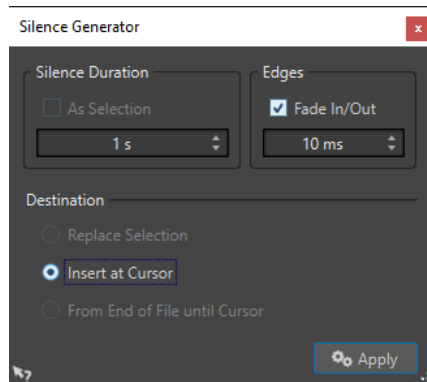 Silence Generator
x
Silence Duration
Edges
As Selection
Fade In/Out
1 s
10 ms
Destination
Replace Selection
Insert at Cursor
From End of File until Cursor
Apply
?